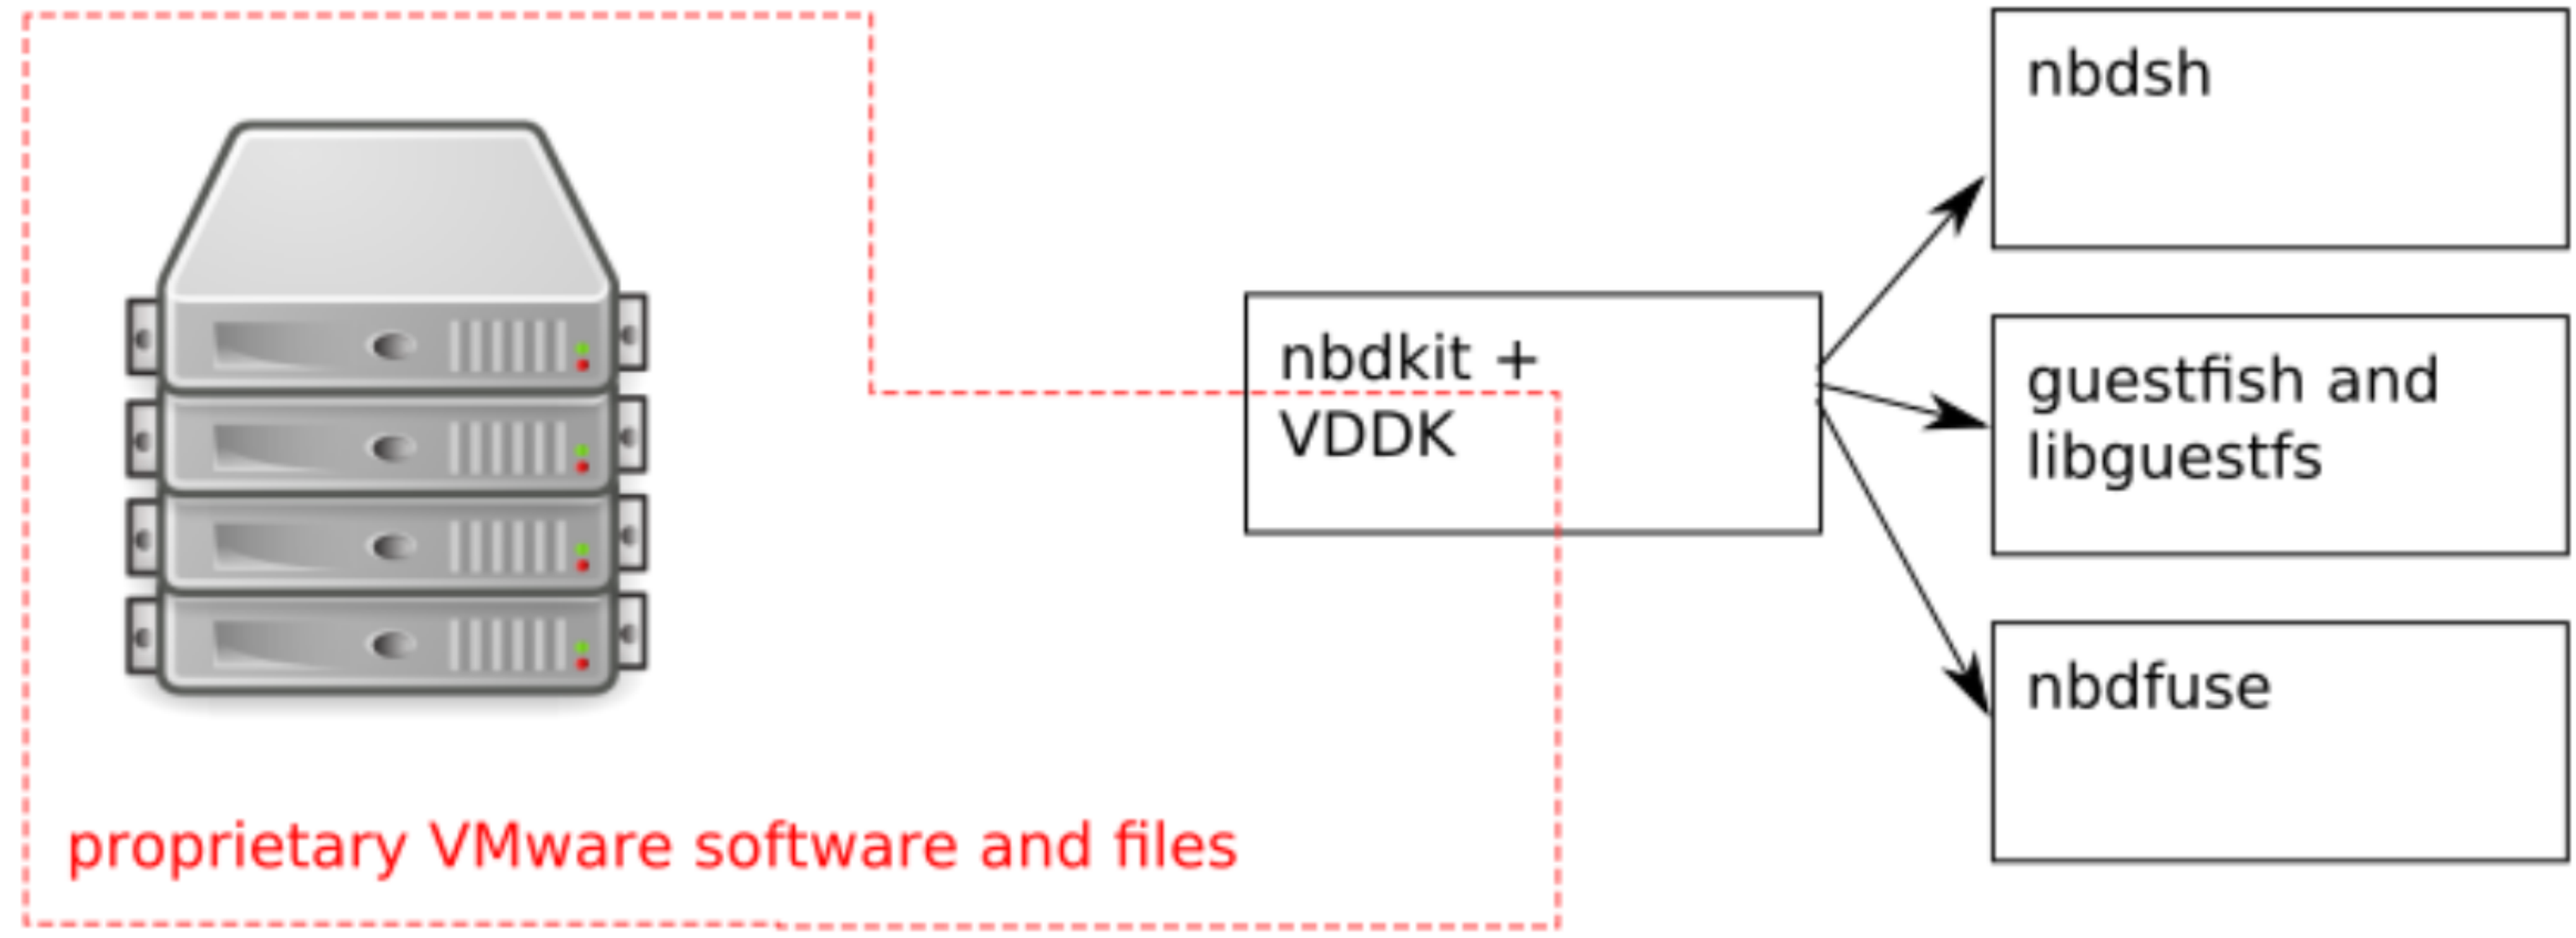 nbdsh
nbdkit +
VDDK
guestfish and
libguestfs
nbdfuse
proprietary VMware software and files